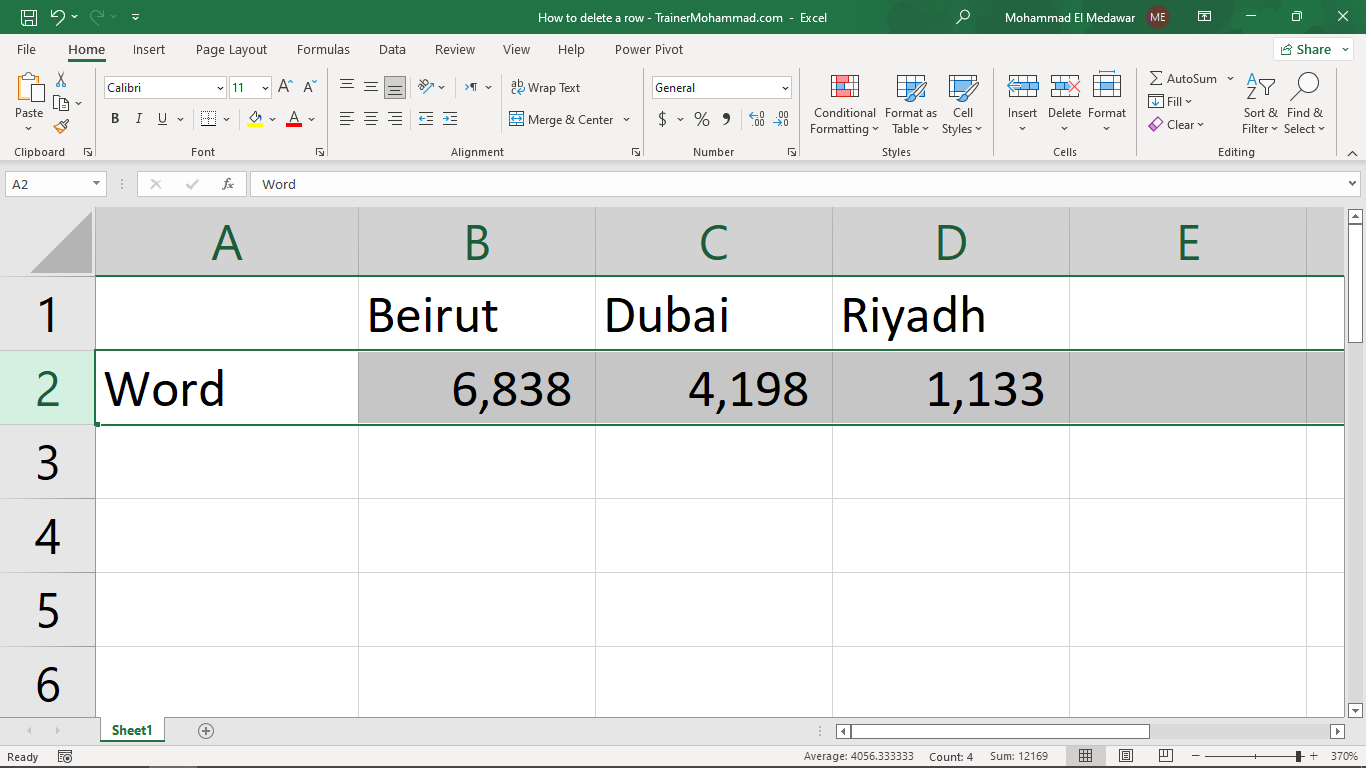 How to delete a row - TrainerMohammad.com - Excel
Mohammad El Medawar ME
File Home Insert Page Layout Formulas Data Review View Help Power Pivot Share
Paste
Clipboard
Calibri 11
B I U A
Font
ab Wrap Text
Merge & Center
Alignment
General
$ % 9
Number
Conditional Formatting
Format as Table
Cell Styles
Styles
Insert
Delete
Format
Cells
AutoSum
Fill
Clear
Sort & Filter
Find & Select
Editing
A2 fx Word
A B C D E
1 Beirut Dubai Riyadh
2 Word 6,838 4,198 1,133
3
4
5
6
Sheet1
Ready Average: 4056.333333 Count: 4 Sum: 12169 370%